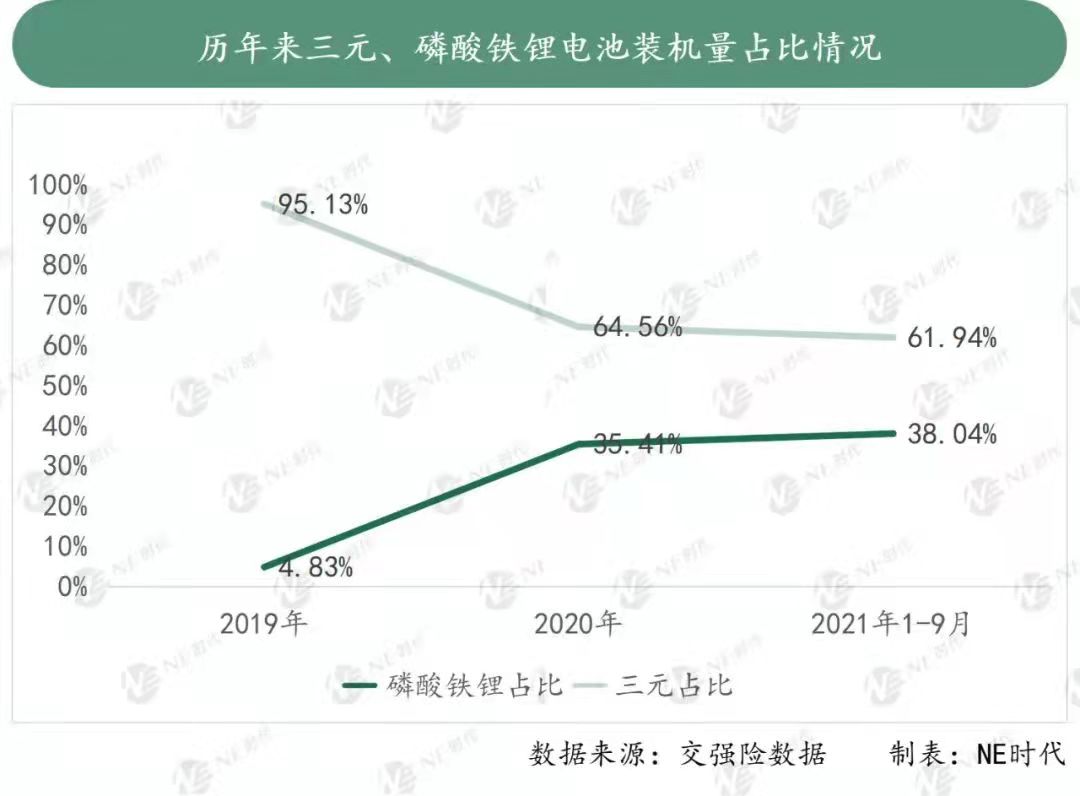 历年来三元、磷酸铁锂电池装机量占比情况
100%
90%
80%
70%
60%
50%
40%
30%
20%
10%
0%
95.13%
64.56%
61.94%
35.41%
38.04%
4.83%
2019年
2020年
2021年1-9月
磷酸铁锂占比
三元占比
数据来源：交强险数据 制表：NE时代
NE时代